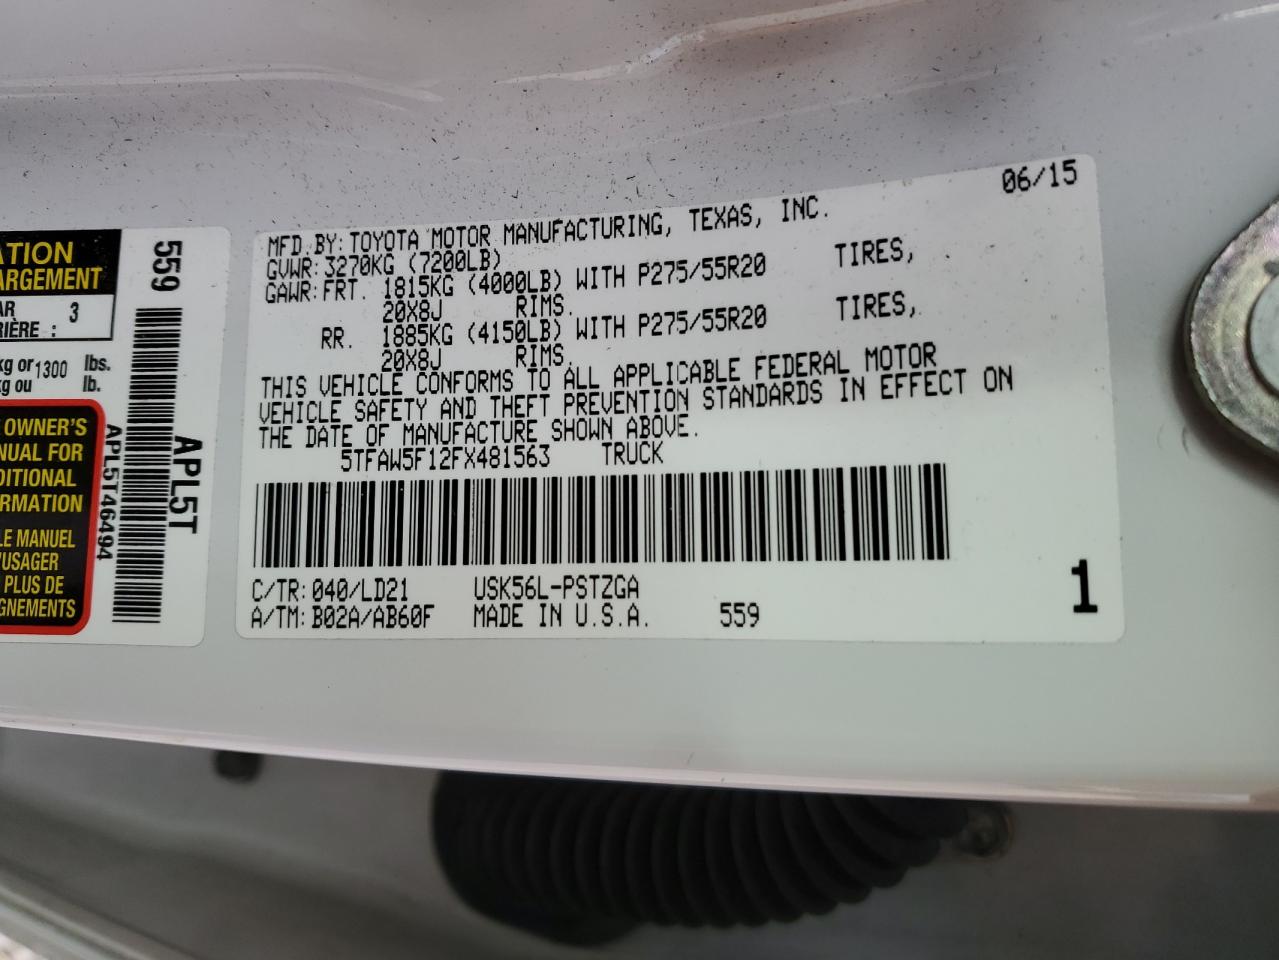 ATION
ARGEMENT
AR 3
RIÈRE :
kg or 1300 lbs.
kg ou lb.
OWNER'S
NUAL FOR
DITIONAL
ORMATION
LE MANUEL
'USAGER
PLUS DE
GNEMENTS
559
APL5T46494
APL5T
06/15
MFD.BY: TOYOTA MOTOR MANUFACTURING, TEXAS, INC.
GVWR: 3270KG (7200LB)
GAWR: FRT. 1815KG (4000LB) WITH P275/55R20 TIRES,
20X8J RIMS.
RR. 1885KG (4150LB) WITH P275/55R20 TIRES,
20X8J RIMS.
THIS VEHICLE CONFORMS TO ALL APPLICABLE FEDERAL MOTOR
VEHICLE SAFETY AND THEFT PREVENTION STANDARDS IN EFFECT ON
THE DATE OF MANUFACTURE SHOWN ABOVE.
5TFAW5F12FX481563 TRUCK
C/TR: 040/LD21 USK56L-PSTZGA
A/TM: B02A/AB60F MADE IN U.S.A. 559
1